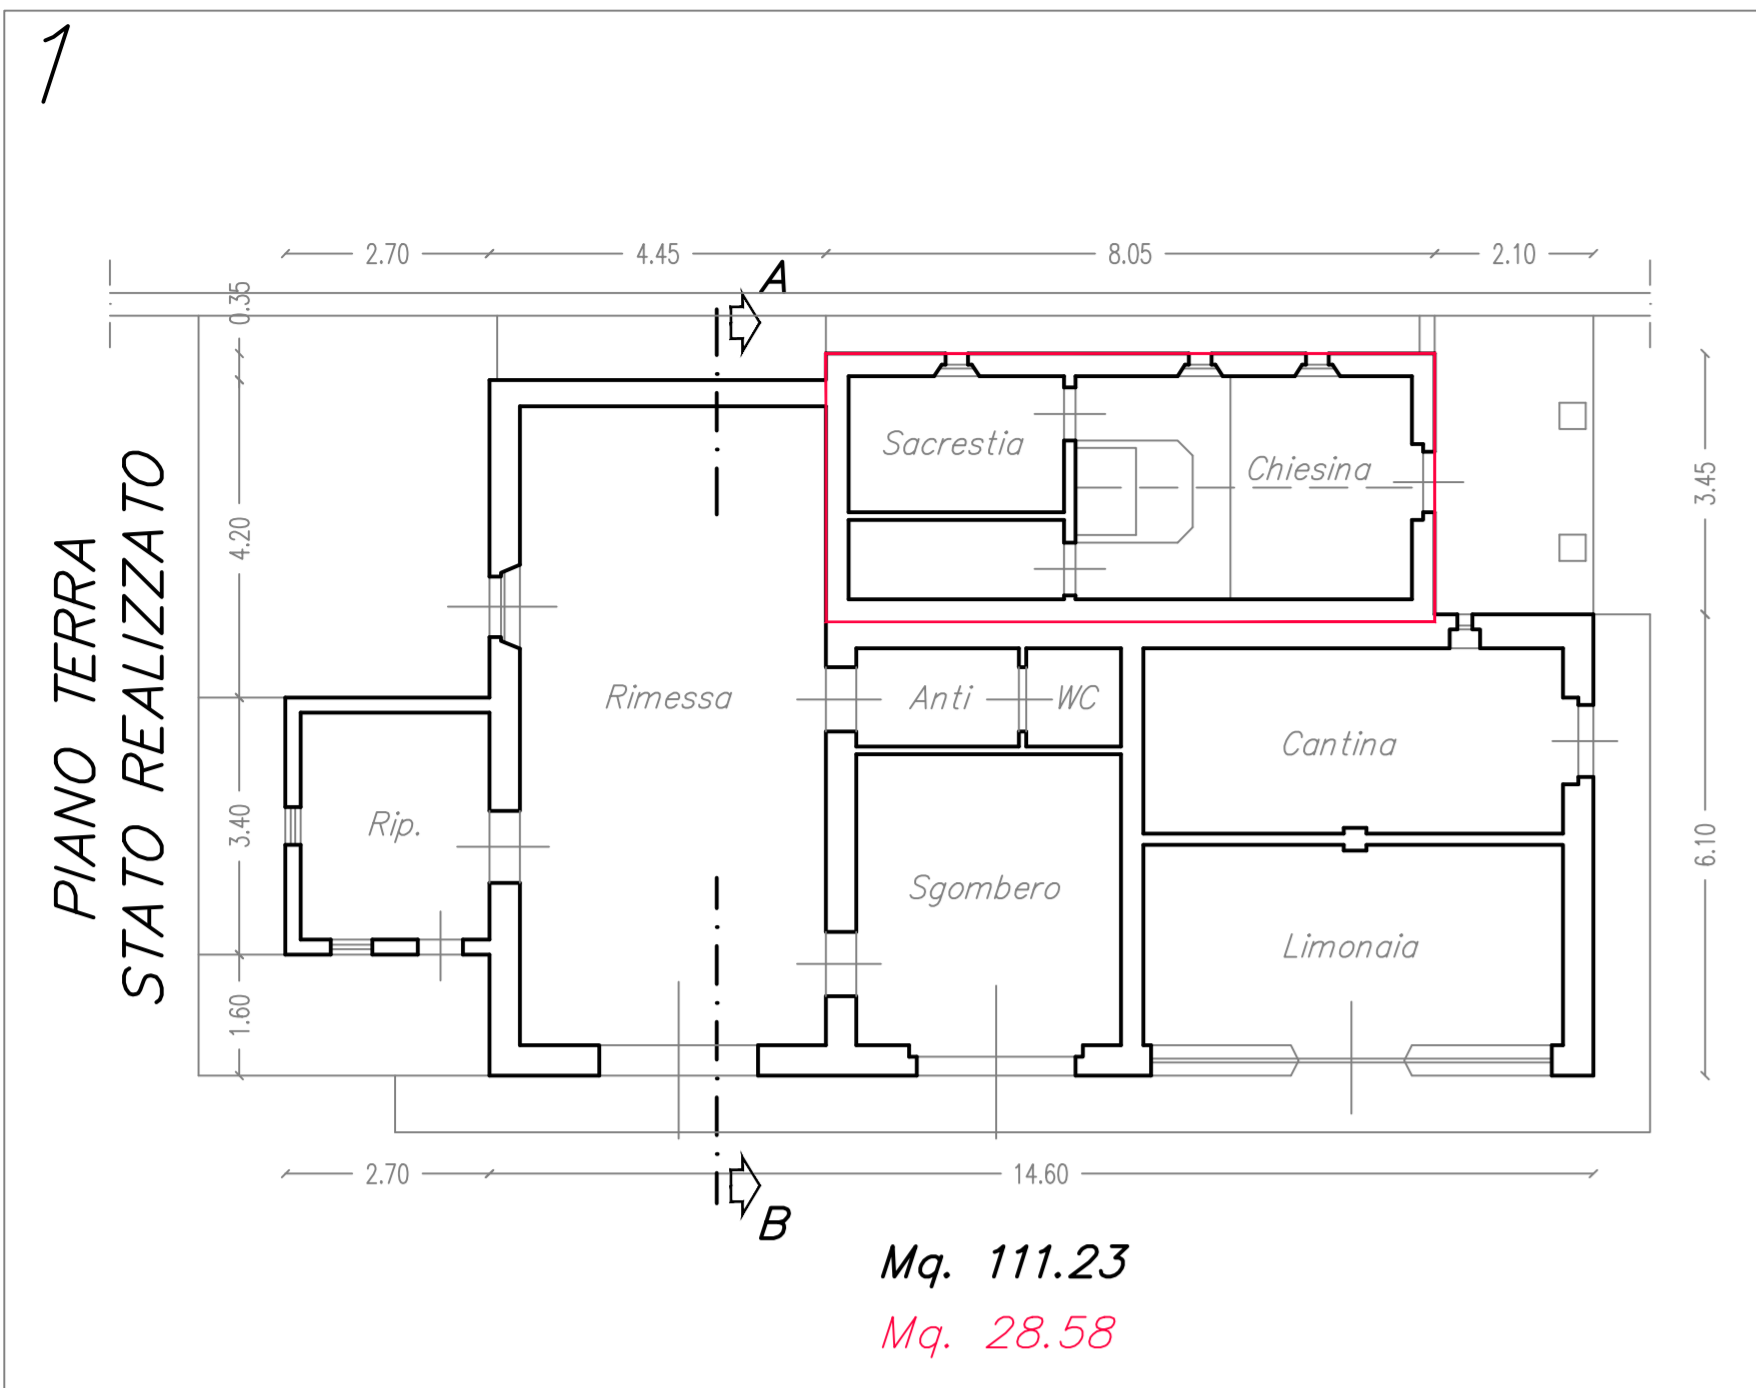 1
PIANO TERRA
STATO REALIZZATO
2.70
4.45
8.05
2.10
A
0.35
4.20
3.40
1.60
3.45
6.10
Sacrestia
Chiesina
Rimessa
Anti
WC
Cantina
Rip.
Sgombero
Limonaia
2.70
14.60
B
Mq. 111.23
Mq. 28.58